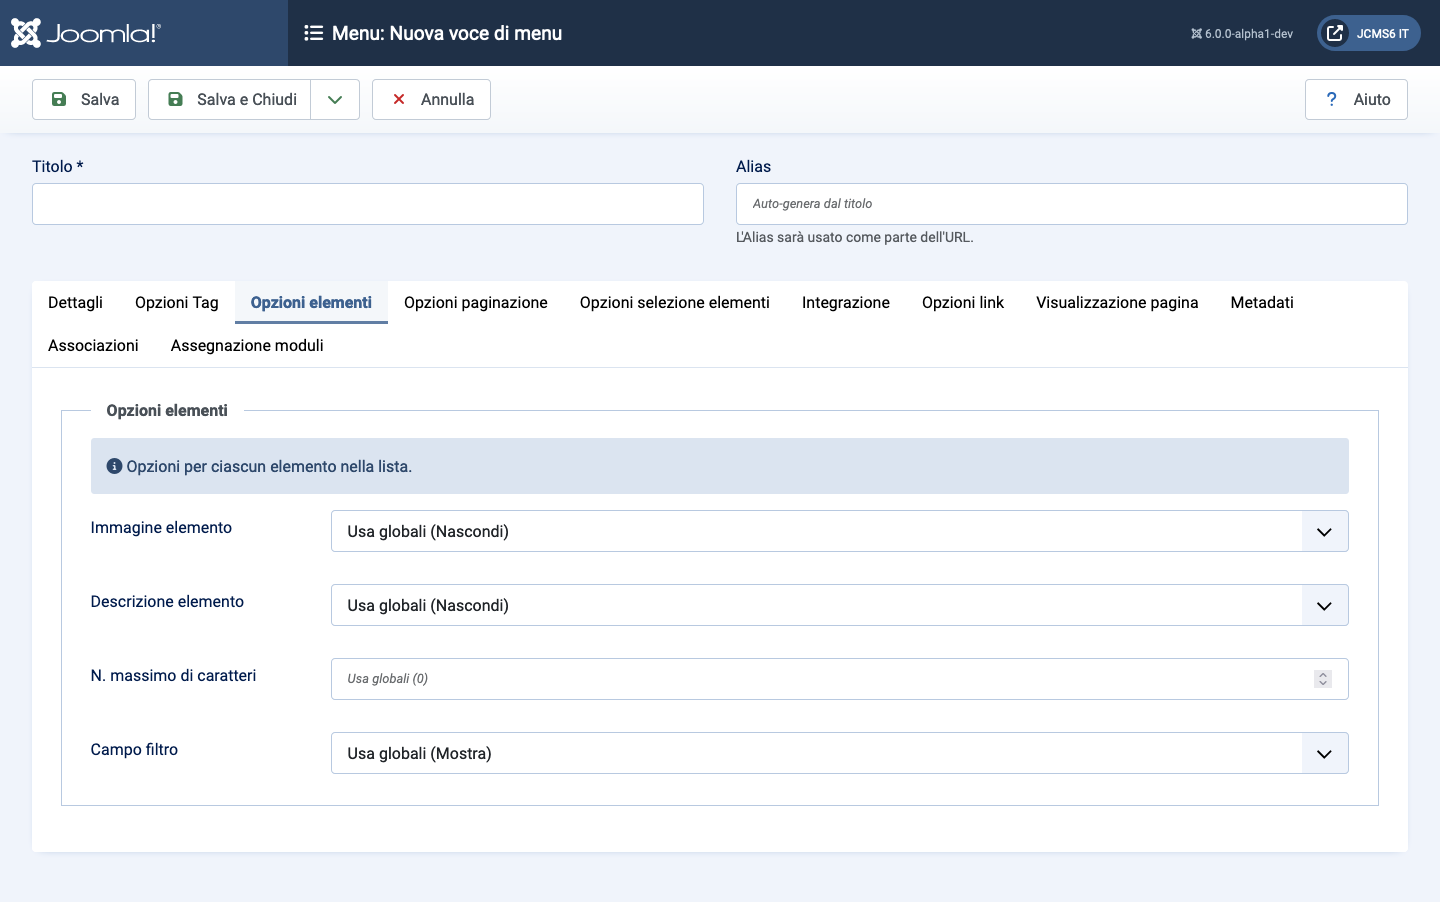 Joomla!®
Menu: Nuova voce di menu
6.0.0-alpha1-dev
JCMS6 IT
Salva
Salva e Chiudi
Annulla
? Aiuto
Titolo *
Alias
Auto-genera dal titolo
L'Alias sarà usato come parte dell'URL.
Dettagli Opzioni Tag Opzioni elementi Opzioni paginazione Opzioni selezione elementi Integrazione Opzioni link Visualizzazione pagina Metadati
Associazioni Assegnazione moduli
Opzioni elementi
Opzioni per ciascun elemento nella lista.
Immagine elemento
Usa globali (Nascondi)
Descrizione elemento
Usa globali (Nascondi)
N. massimo di caratteri
Usa globali (0)
Campo filtro
Usa globali (Mostra)